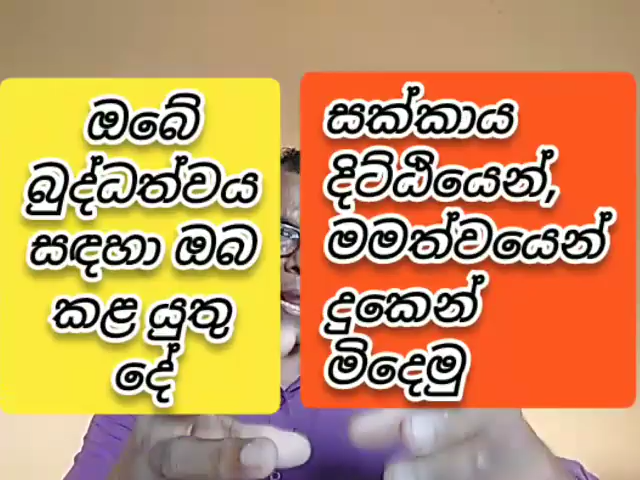 ඔබේ
බුද්ධත්වය
සඳහා ඔබ
කළ යුතු
දේ
සක්කාය
දිට්ඨියෙන්,
මමත්වයෙන්
දුකෙන්
මිදෙමු